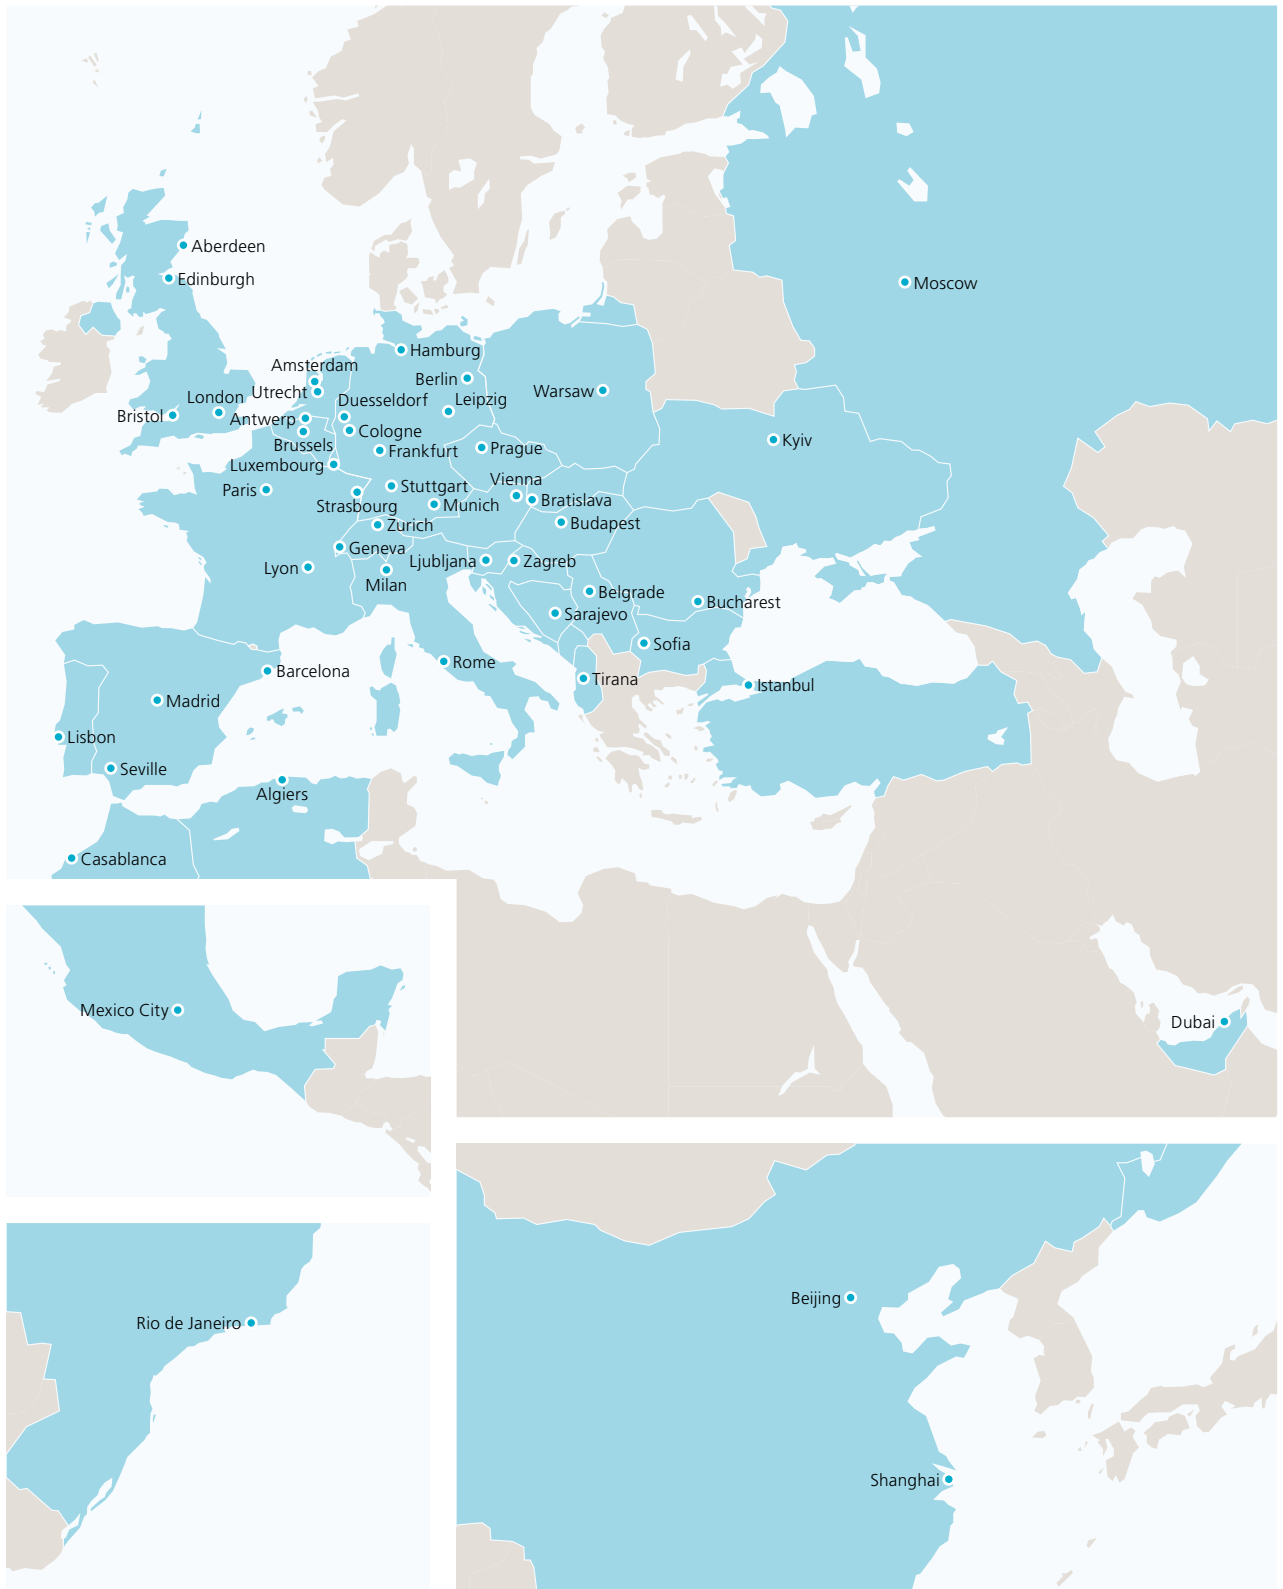 Aberdeen
Edinburgh
Moscow
Hamburg
Amsterdam
Berlin
Utrecht
Warsaw
London
Duesseldorf
Leipzig
Bristol
Antwerp
Cologne
Kyiv
Brussels
Frankfurt
Prague
Luxembourg
Vienna
Paris
Stuttgart
Bratislava
Strasbourg
Munich
Zurich
Budapest
Geneva
Ljubljana
Zagreb
Lyon
Milan
Belgrade
Bucharest
Sarajevo
Sofia
Rome
Barcelona
Tirana
Istanbul
Madrid
Lisbon
Seville
Algiers
Casablanca
Mexico City
Dubai
Beijing
Rio de Janeiro
Shanghai